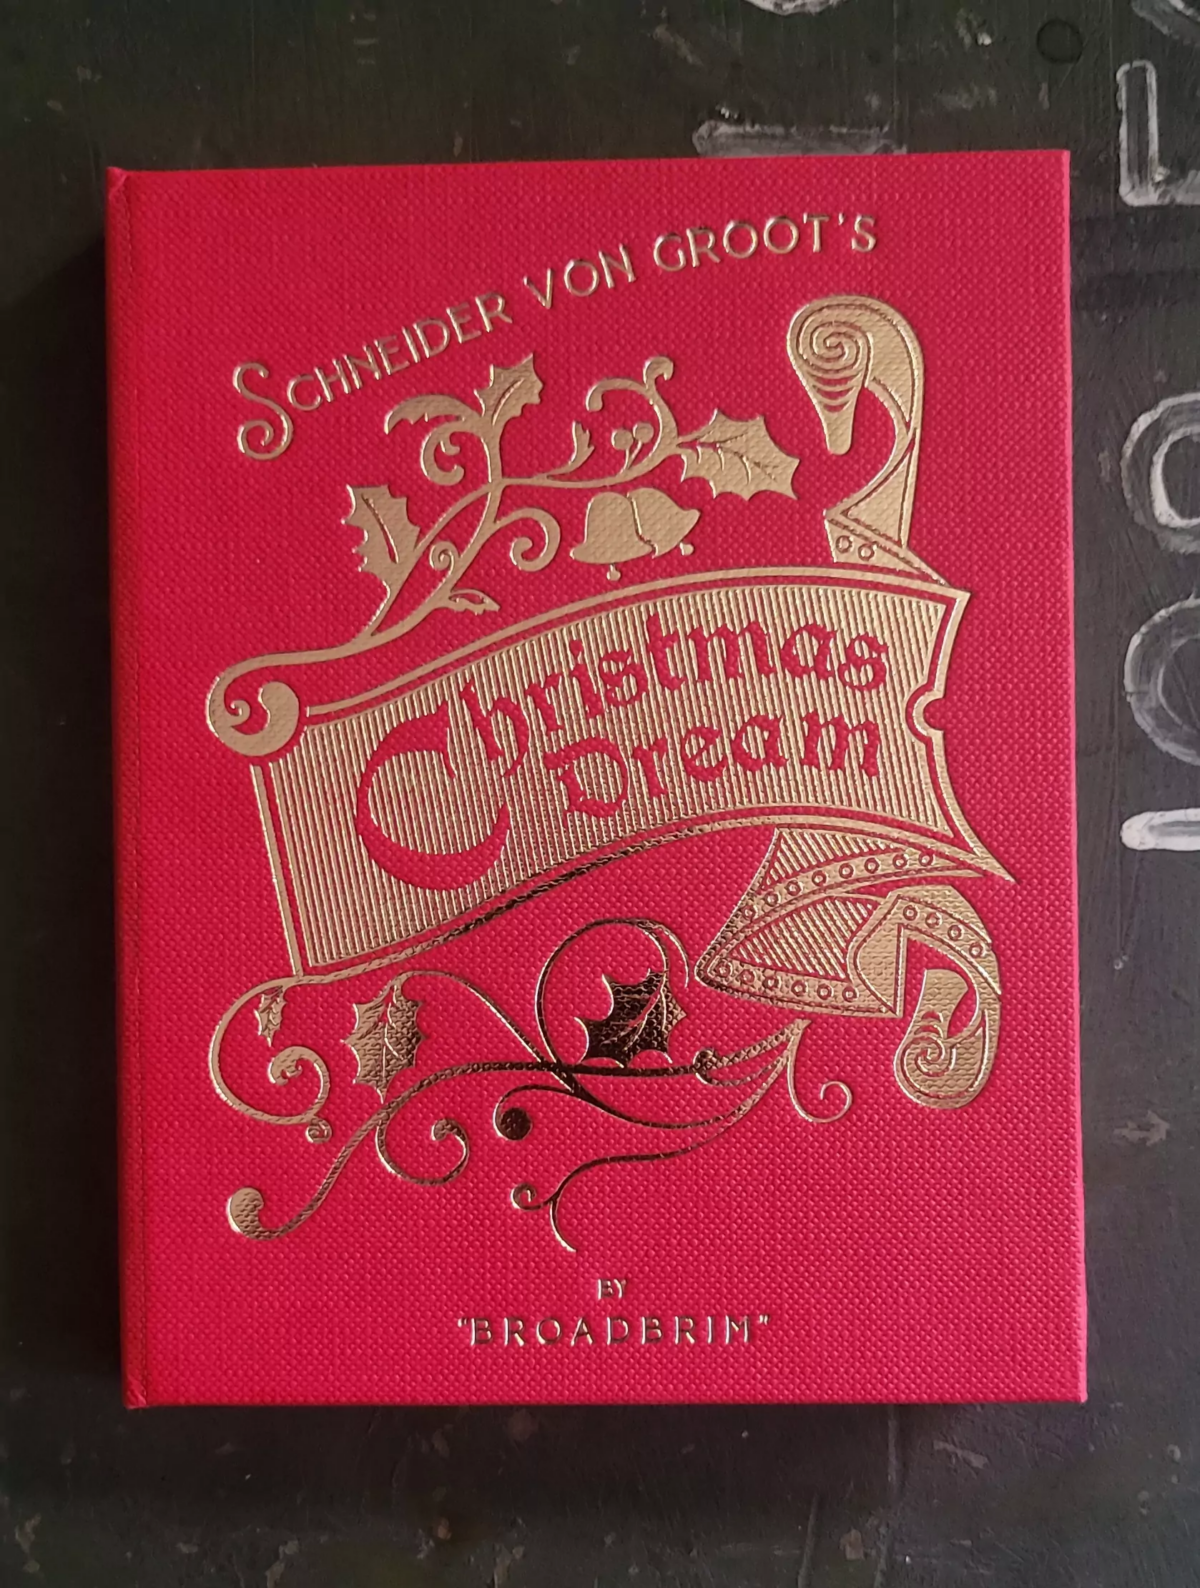 SCHNEIDER VON GROOT'S
Christmas
Dream
BY
"BROADBRIM"